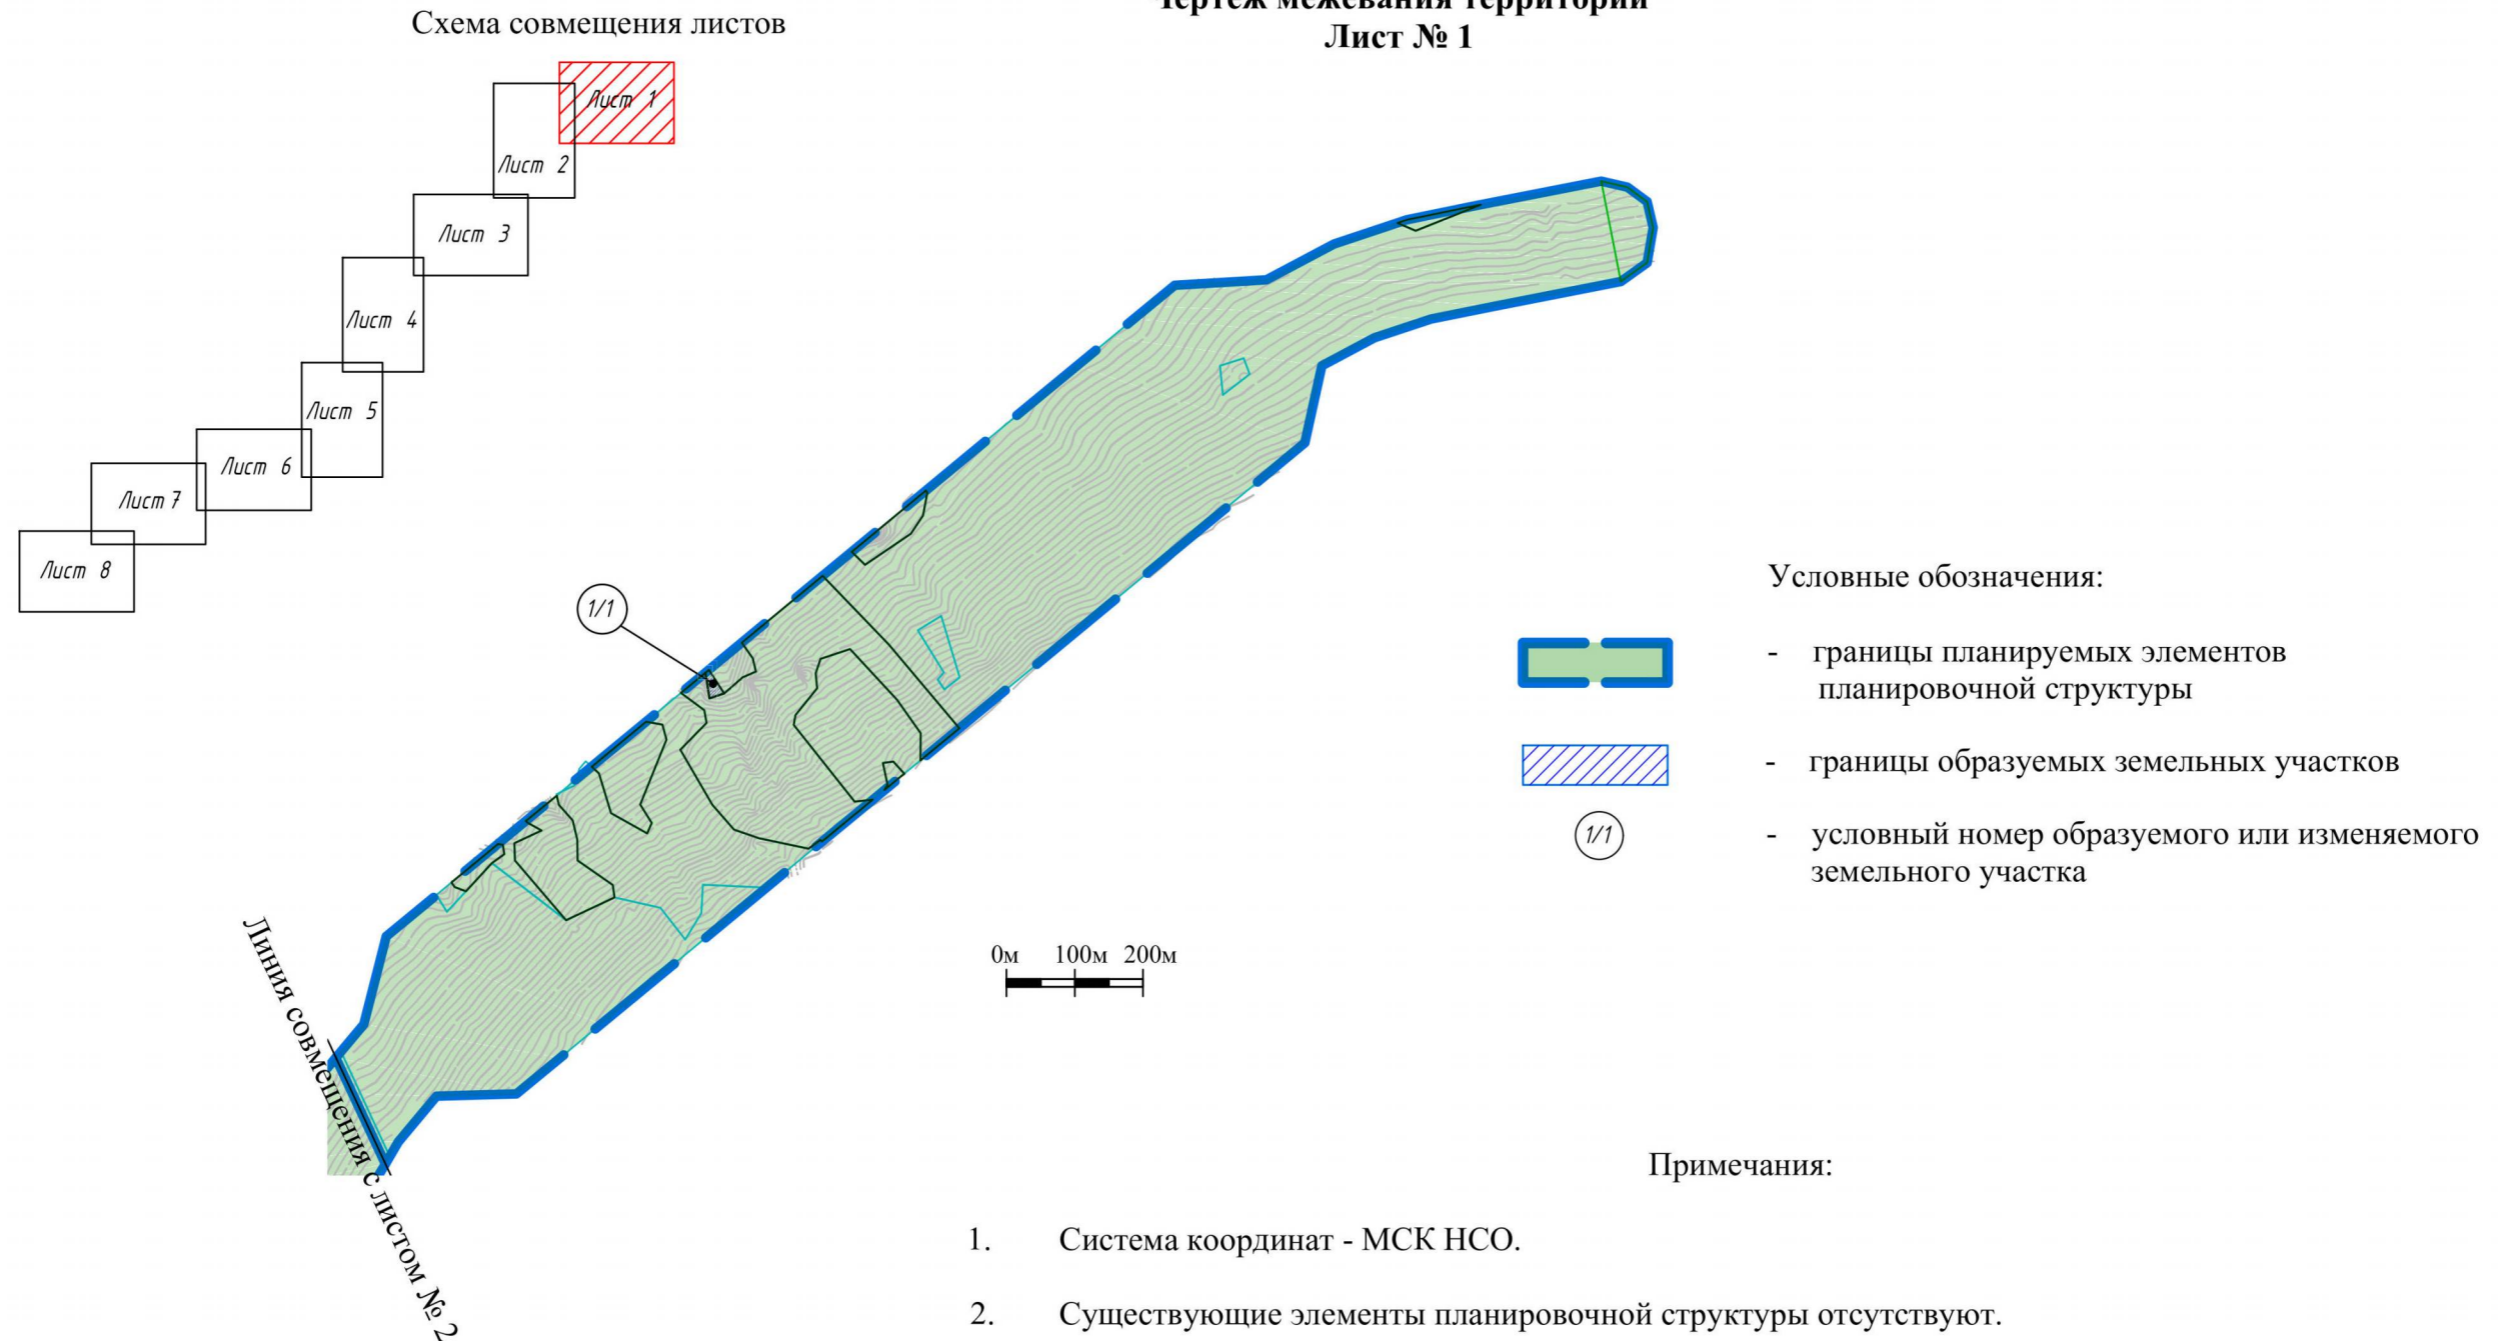 Схема совмещения листов
Чертеж межевания территории
Лист № 1
Лист 1
Лист 2
Лист 3
Лист 4
Лист 5
Лист 6
Лист 7
Лист 8
1/1
Условные обозначения:
- границы планируемых элементов
планировочной структуры
- границы образуемых земельных участков
1/1
- условный номер образуемого или изменяемого
земельного участка
Линия совмещения с листом № 2
0м 100м 200м
Примечания:
1. Система координат - МСК НСО.
2. Существующие элементы планировочной структуры отсутствуют.